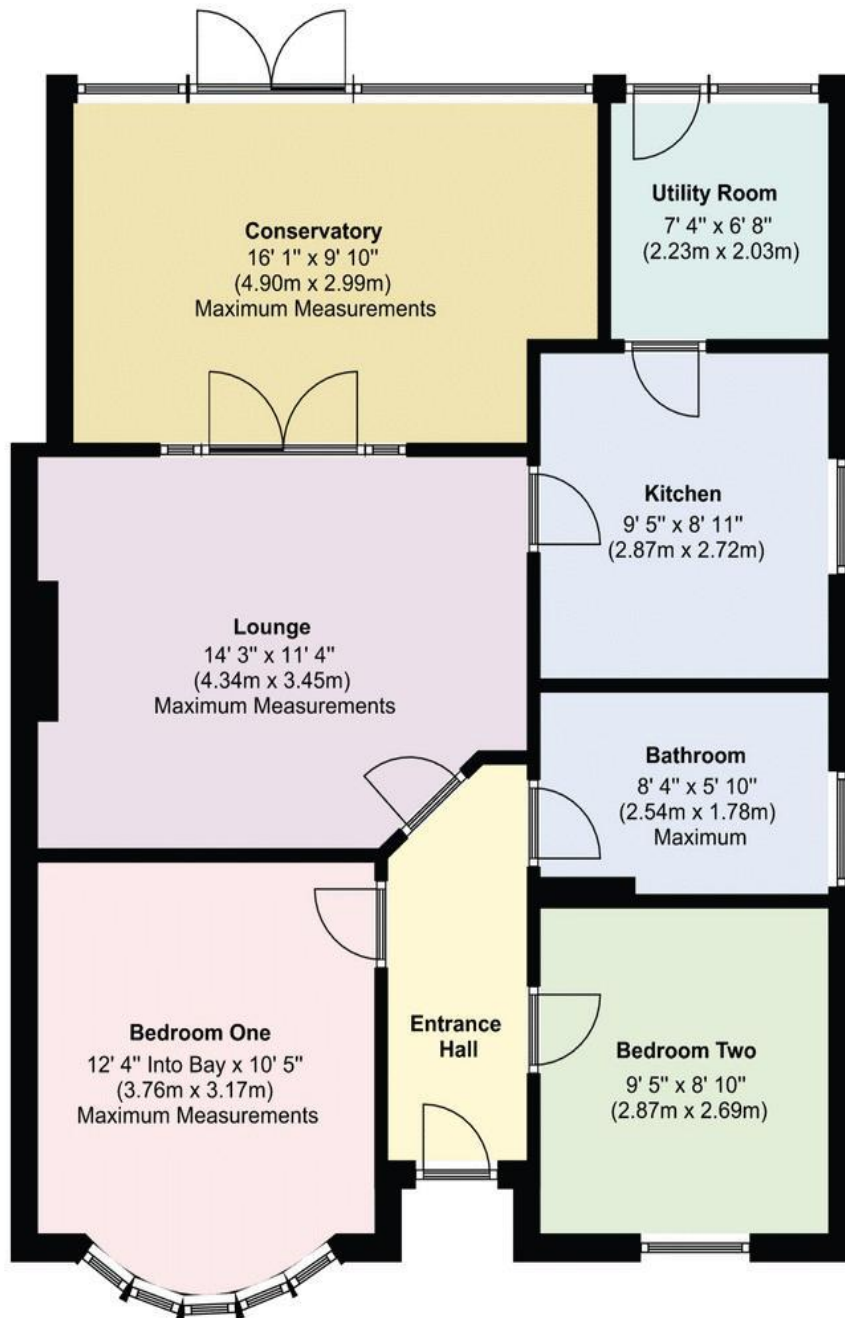 Conservatory
16' 1" x 9' 10"
(4.90m x 2.99m)
Maximum Measurements
Utility Room
7' 4" x 6' 8"
(2.23m x 2.03m)
Kitchen
9' 5" x 8' 11"
(2.87m x 2.72m)
Lounge
14' 3" x 11' 4"
(4.34m x 3.45m)
Maximum Measurements
Bathroom
8' 4" x 5' 10"
(2.54m x 1.78m)
Maximum
Bedroom One
12' 4" Into Bay x 10' 5"
(3.76m x 3.17m)
Maximum Measurements
Entrance
Hall
Bedroom Two
9' 5" x 8' 10"
(2.87m x 2.69m)